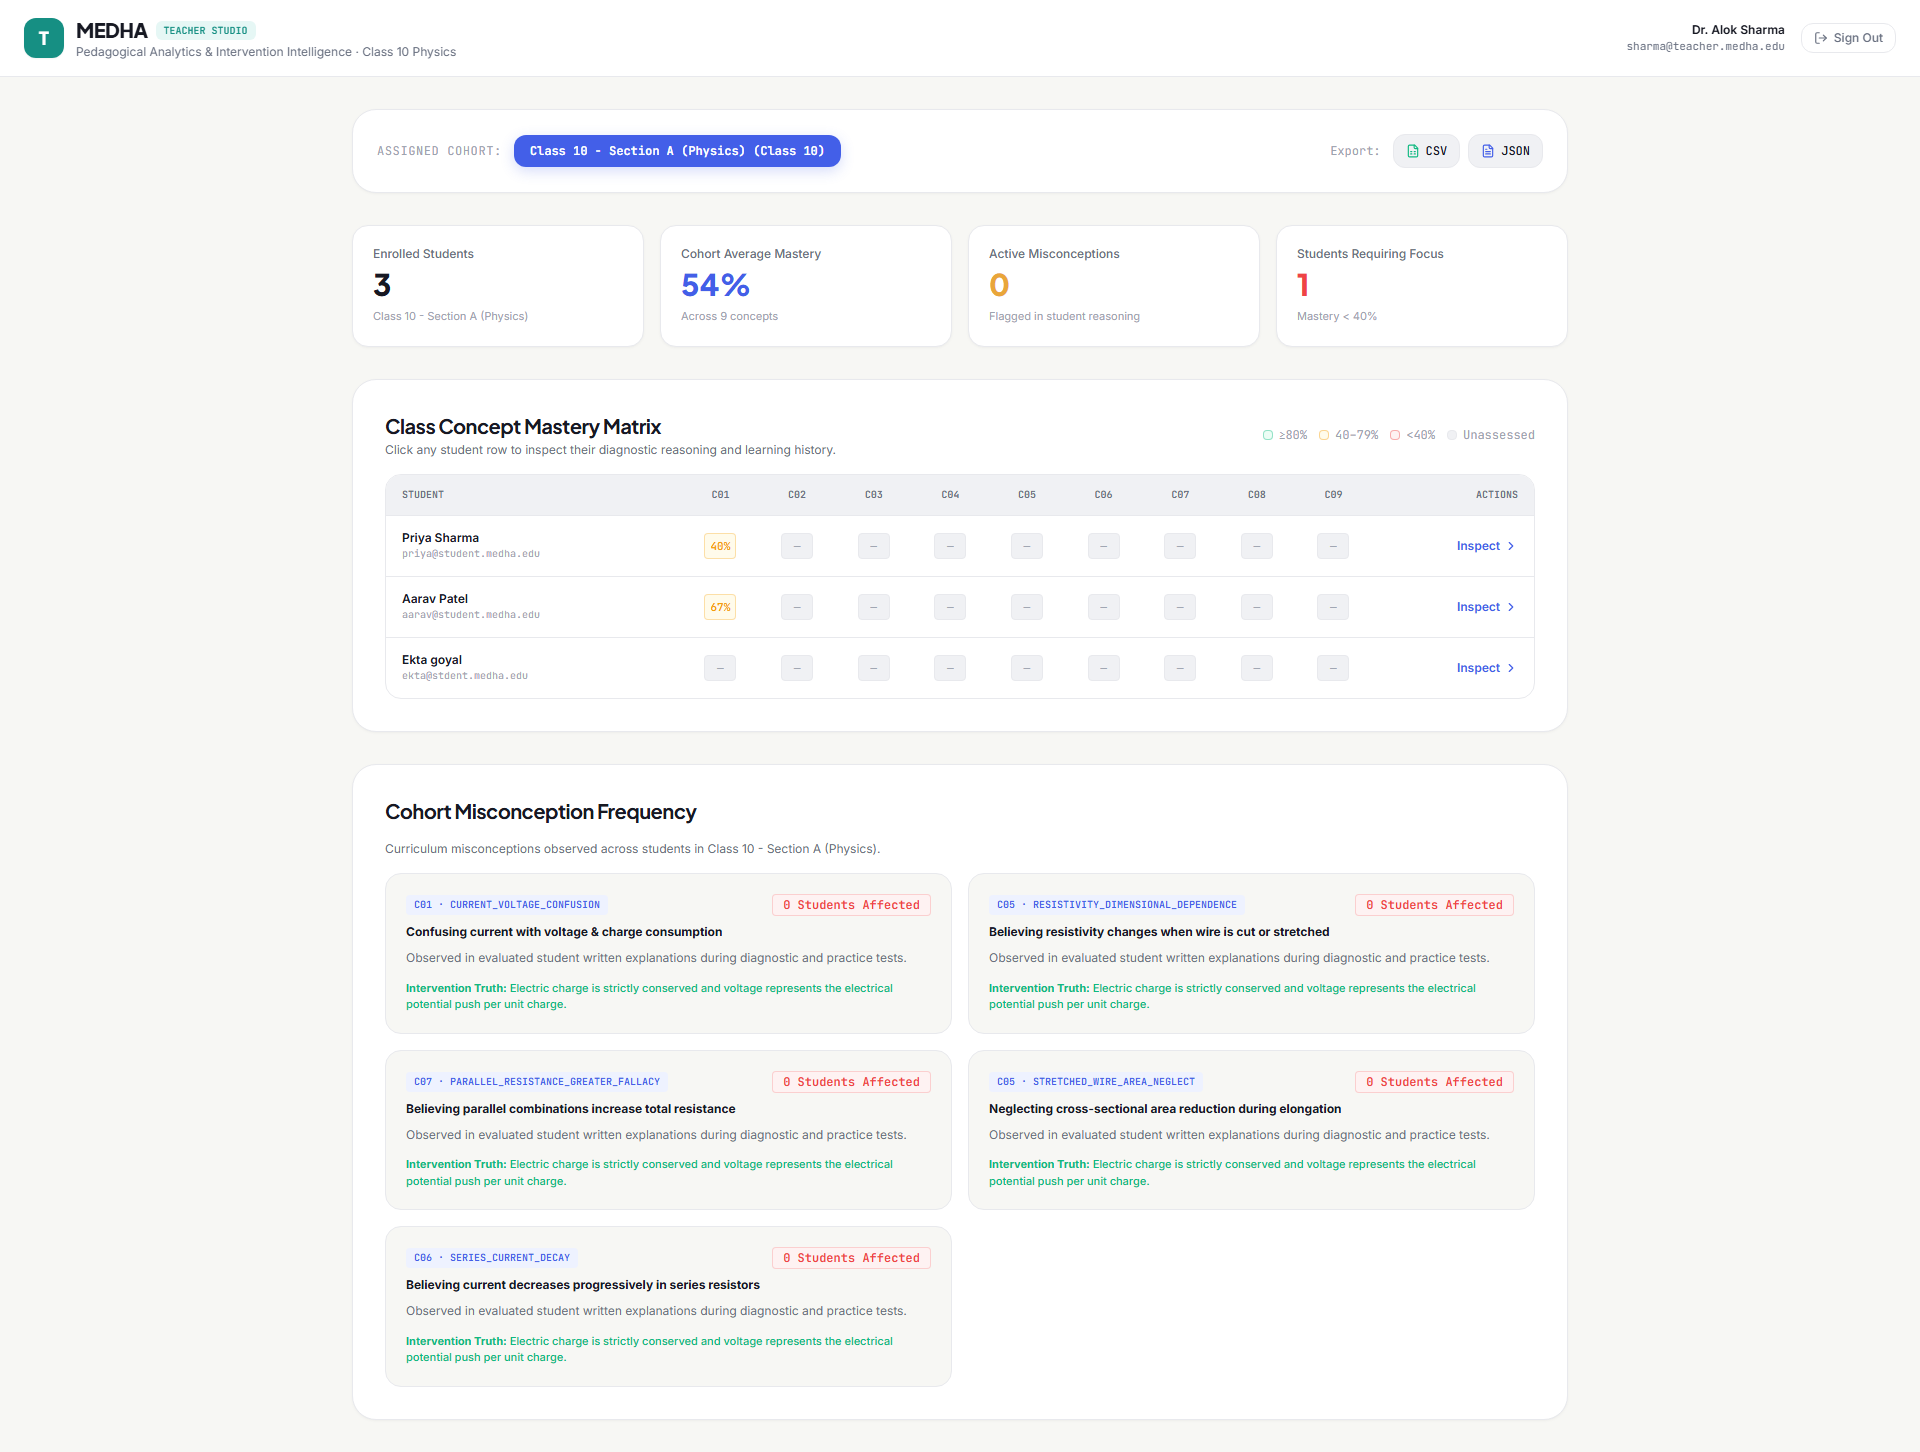 T
MEDHA TEACHER STUDIO
Pedagogical Analytics & Intervention Intelligence · Class 10 Physics
Dr. Alok Sharma
sharma@teacher.medha.edu
Sign Out
ASSIGNED COHORT: Class 10 - Section A (Physics) (Class 10)
Export: CSV JSON
Enrolled Students
3
Class 10 - Section A (Physics)
Cohort Average Mastery
54%
Across 9 concepts
Active Misconceptions
0
Flagged in student reasoning
Students Requiring Focus
1
Mastery < 40%
Class Concept Mastery Matrix
Click any student row to inspect their diagnostic reasoning and learning history.
≥80% 40–79% <40% Unassessed
STUDENT C01 C02 C03 C04 C05 C06 C07 C08 C09 ACTIONS
Priya Sharma
priya@student.medha.edu
40% — — — — — — — — Inspect
Aarav Patel
aarav@student.medha.edu
67% — — — — — — — — Inspect
Ekta goyal
ekta@stdent.medha.edu
— — — — — — — — — Inspect
Cohort Misconception Frequency
Curriculum misconceptions observed across students in Class 10 - Section A (Physics).
C01 · CURRENT_VOLTAGE_CONFUSION 0 Students Affected
Confusing current with voltage & charge consumption
Observed in evaluated student written explanations during diagnostic and practice tests.
Intervention Truth: Electric charge is strictly conserved and voltage represents the electrical
potential push per unit charge.
C05 · RESISTIVITY_DIMENSIONAL_DEPENDENCE 0 Students Affected
Believing resistivity changes when wire is cut or stretched
Observed in evaluated student written explanations during diagnostic and practice tests.
Intervention Truth: Electric charge is strictly conserved and voltage represents the electrical
potential push per unit charge.
C07 · PARALLEL_RESISTANCE_GREATER_FALLACY 0 Students Affected
Believing parallel combinations increase total resistance
Observed in evaluated student written explanations during diagnostic and practice tests.
Intervention Truth: Electric charge is strictly conserved and voltage represents the electrical
potential push per unit charge.
C05 · STRETCHED_WIRE_AREA_NEGLECT 0 Students Affected
Neglecting cross-sectional area reduction during elongation
Observed in evaluated student written explanations during diagnostic and practice tests.
Intervention Truth: Electric charge is strictly conserved and voltage represents the electrical
potential push per unit charge.
C06 · SERIES_CURRENT_DECAY 0 Students Affected
Believing current decreases progressively in series resistors
Observed in evaluated student written explanations during diagnostic and practice tests.
Intervention Truth: Electric charge is strictly conserved and voltage represents the electrical
potential push per unit charge.